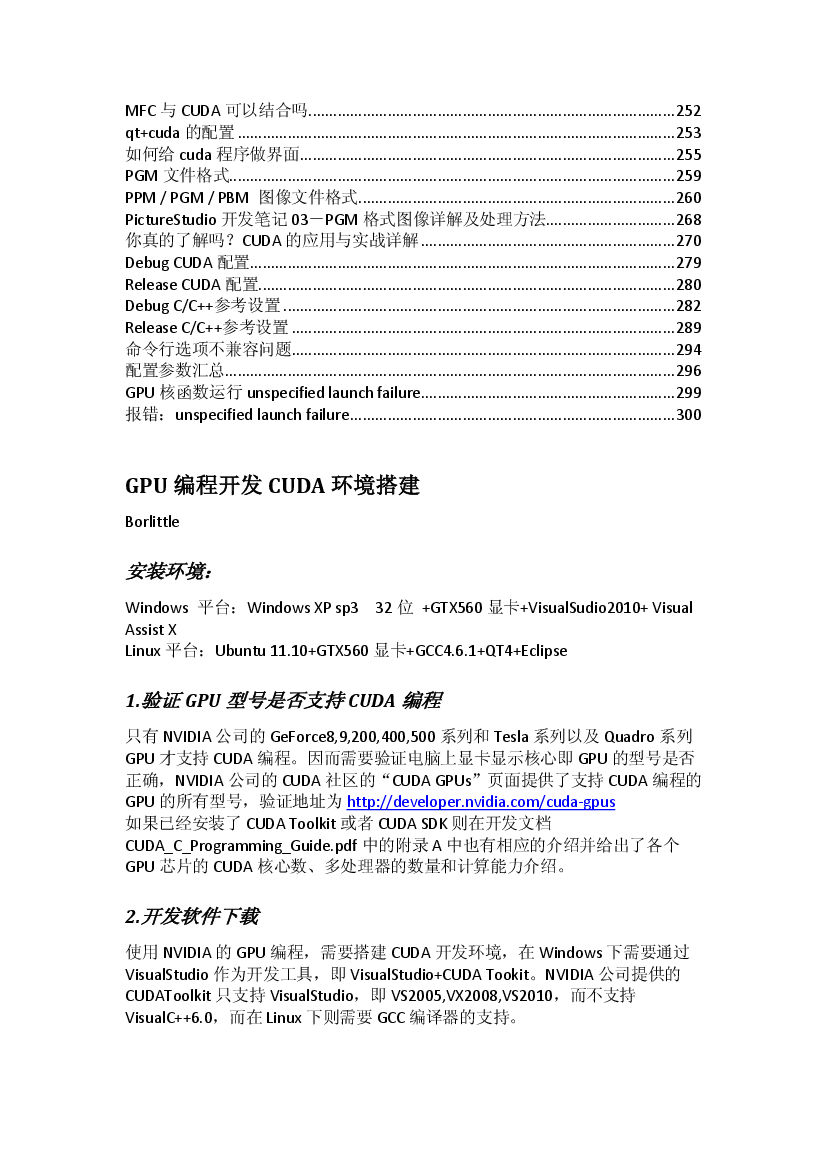 MFC 与 CUDA 可以结合吗........................................................................................252
qt+cuda 的配置 .........................................................................................................253
如何给 cuda 程序做界面..........................................................................................255
PGM 文件格式...........................................................................................................259
PPM / PGM / PBM  图像文件格式............................................................................260
PictureStudio 开发笔记 03－PGM 格式图像详解及处理方法...............................268
你真的了解吗？CUDA 的应用与实战详解.............................................................270
Debug CUDA 配置......................................................................................................279
Release CUDA 配置....................................................................................................280
Debug C/C++参考设置..............................................................................................282
Release C/C++参考设置............................................................................................289
命令行选项不兼容问题............................................................................................294
配置参数汇总............................................................................................................296
GPU 核函数运行 unspecified launch failure.............................................................299
报错：unspecified launch failure..............................................................................300
GPU 编程开发 CUDA 环境搭建
Borlittle
安装环境：
Windows 平台：Windows XP sp3    32 位  +GTX560 显卡+VisualSudio2010+ Visual
Assist X
Linux 平台：Ubuntu 11.10+GTX560 显卡+GCC4.6.1+QT4+Eclipse
1.验证 GPU 型号是否支持 CUDA 编程
只有 NVIDIA 公司的 GeForce8,9,200,400,500 系列和 Tesla 系列以及 Quadro 系列
GPU 才支持 CUDA 编程。因而需要验证电脑上显卡显示核心即 GPU 的型号是否
正确，NVIDIA 公司的 CUDA 社区的“CUDA GPUs”页面提供了支持 CUDA 编程的
GPU 的所有型号，验证地址为 http://developer.nvidia.com/cuda-gpus
如果已经安装了 CUDA Toolkit 或者 CUDA SDK 则在开发文档
CUDA_C_Programming_Guide.pdf 中的附录 A 中也有相应的介绍并给出了各个
GPU 芯片的 CUDA 核心数、多处理器的数量和计算能力介绍。
2.开发软件下载
使用 NVIDIA 的 GPU 编程，需要搭建 CUDA 开发环境，在 Windows 下需要通过
VisualStudio 作为开发工具，即 VisualStudio+CUDA Tookit。NVIDIA 公司提供的
CUDAToolkit 只支持 VisualStudio，即 VS2005,VX2008,VS2010，而不支持
VisualC++6.0，而在 Linux 下则需要 GCC 编译器的支持。